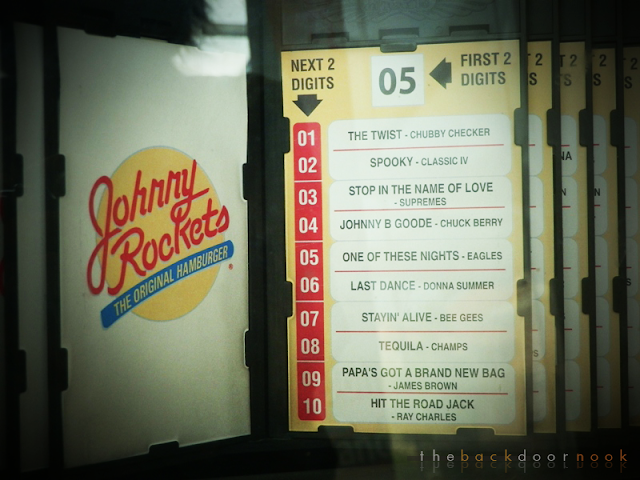 Johnny
Rockets
THE ORIGINAL HAMBURGER
NEXT 2
DIGITS
05
FIRST 2
DIGITS
01
THE TWIST - CHUBBY CHECKER
02
SPOOKY - CLASSIC IV
03
STOP IN THE NAME OF LOVE
- SUPREMES
04
JOHNNY B GOODE - CHUCK BERRY
05
ONE OF THESE NIGHTS - EAGLES
06
LAST DANCE - DONNA SUMMER
07
STAYIN' ALIVE - BEE GEES
08
TEQUILA - CHAMPS
09
PAPA'S GOT A BRAND NEW BAG
- JAMES BROWN
10
HIT THE ROAD JACK
- RAY CHARLES
thebackdoornook